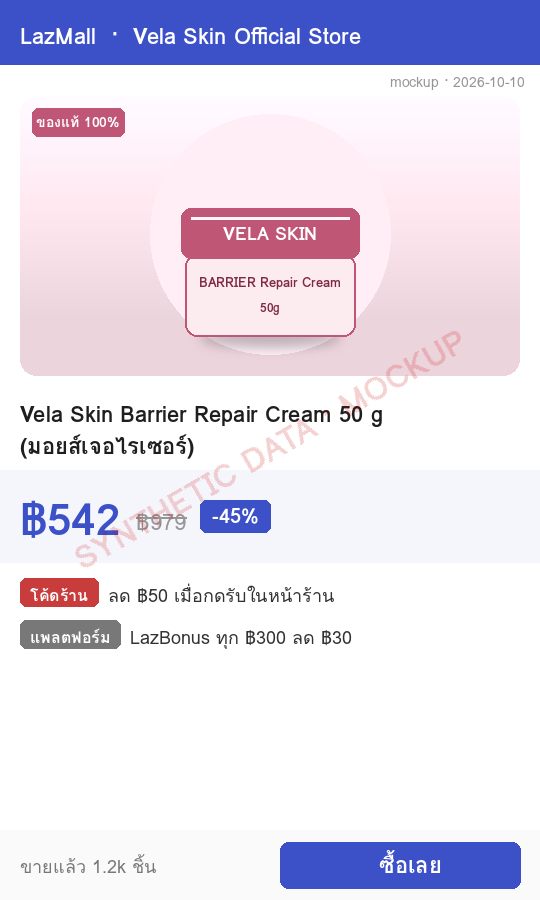 LazMall · Vela Skin Official Store
mockup · 2026-10-10
ของแท้ 100%
VELA SKIN
BARRIER Repair Cream
50g
Vela Skin Barrier Repair Cream 50 g
(มอยส์เจอไรเซอร์)
SYNTHETIC DATA · MOCKUP
฿542 ฿979 -45%
โค้ดร้าน ลด ฿50 เมื่อกดรับในหน้าร้าน
แพลตฟอร์ม LazBonus ทุก ฿300 ลด ฿30
ขายแล้ว 1.2k ชิ้น ซื้อเลย